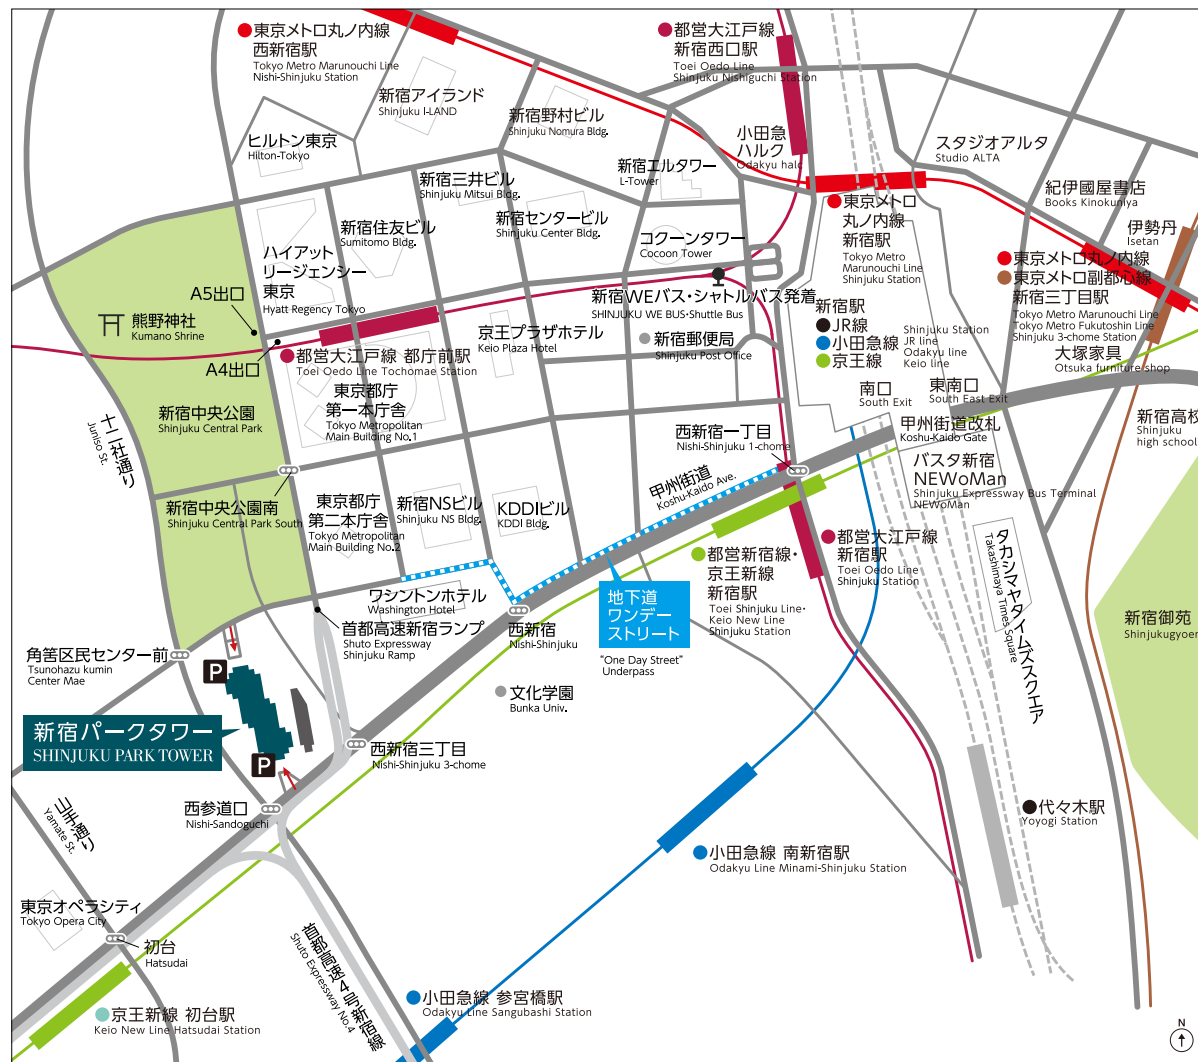 東京メトロ丸ノ内線
西新宿駅
Tokyo Metro Marunouchi Line
Nishi-Shinjuku Station
都営大江戸線
新宿西口駅
Toei Oedo Line
Shinjuku Nishiguchi Station
新宿アイランド
Shinjuku I-LAND
新宿野村ビル
Shinjuku Nomura Bldg.
ヒルトン東京
Hilton-Tokyo
小田急
ハルク
Odakyu halc
スタジオアルタ
Studio ALTA
新宿エルタワー
L-Tower
新宿三井ビル
Shinjuku Mitsui Bldg.
紀伊國屋書店
Books Kinokuniya
新宿住友ビル
Sumitomo Bldg.
新宿センタービル
Shinjuku Center Bldg.
東京メトロ
丸ノ内線
新宿駅
Tokyo Metro
Marunouchi Line
Shinjuku Station
伊勢丹
Isetan
コクーンタワー
Cocoon Tower
ハイアット
リージェンシー
東京
Hyatt Regency Tokyo
東京メトロ丸ノ内線
東京メトロ副都心線
新宿三丁目駅
Tokyo Metro Marunouchi Line
Tokyo Metro Fukutoshin Line
Shinjuku 3-chome Station
A5出口
新宿WEバス・シャトルバス発着
SHINJUKU WE BUS・Shuttle Bus
新宿駅
JR線
小田急線
京王線
Shinjuku Station
JR line
Odakyu line
Keio line
熊野神社
Kumano Shrine
京王プラザホテル
Keio Plaza Hotel
新宿郵便局
Shinjuku Post Office
都営大江戸線 都庁前駅
Toei Oedo Line Tochomae Station
A4出口
大塚家具
Otsuka furniture shop
東京都庁
第一本庁舎
Tokyo Metropolitan
Main Building No.1
南口
South Exit
東南口
South East Exit
新宿中央公園
Shinjuku Central Park
十二社通り
Juniso St.
甲州街道改札
Koshu-Kaido Gate
新宿高校
Shinjuku
high school
西新宿一丁目
Nishi-Shinjuku 1-chome
バスタ新宿
NEWoMan
Shinjuku Expressway Bus Terminal
NEWoMan
甲州街道
Koshu-Kaido Ave.
新宿中央公園南
Shinjuku Central Park South
東京都庁
第二本庁舎
Tokyo Metropolitan
Main Building No.2
新宿NSビル
Shinjuku NS Bldg.
KDDIビル
KDDI Bldg.
都営大江戸線
新宿駅
Toei Oedo Line
Shinjuku Station
都営新宿線・
京王新線
新宿駅
Toei Shinjuku Line・
Keio New Line
Shinjuku Station
タカシマヤタイムズスクエア
Takashimaya Times Square
ワシントンホテル
Washington Hotel
地下道
ワンデー
ストリート
"One Day Street"
Underpass
新宿御苑
Shinjukugyoen
首都高速新宿ランプ
Shuto Expressway
Shinjuku Ramp
西新宿
Nishi-Shinjuku
角筈区民センター前
Tsunohazu kumin
Center Mae
P
文化学園
Bunka Univ.
新宿パークタワー
SHINJUKU PARK TOWER
P
西新宿三丁目
Nishi-Shinjuku 3-chome
山手通り
Yamate St.
西参道口
Nishi-Sandoguchi
代々木駅
Yoyogi Station
小田急線 南新宿駅
Odakyu Line Minami-Shinjuku Station
東京オペラシティ
Tokyo Opera City
初台
Hatsudai
首都高速4号新宿線
Shuto Expressway No.4
小田急線 参宮橋駅
Odakyu Line Sangubashi Station
京王新線 初台駅
Keio New Line Hatsudai Station
N